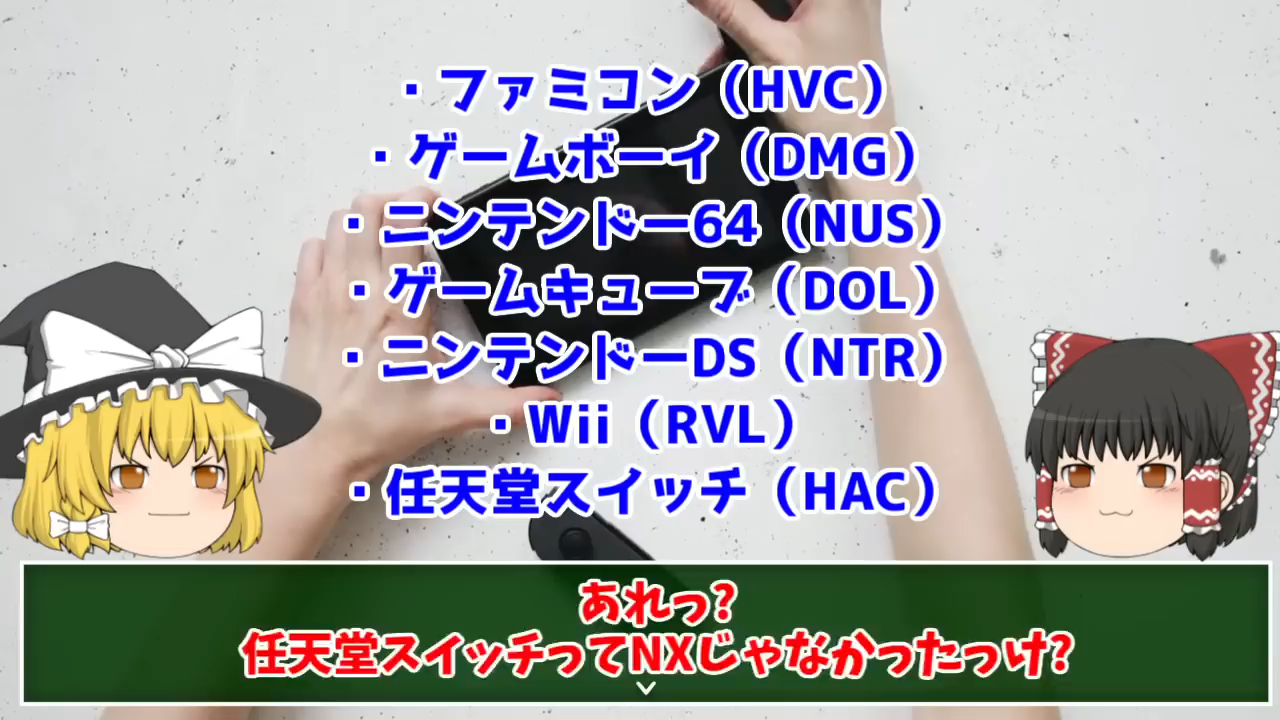 ・ファミコン（HVC）
・ゲームボーイ（DMG）
・ニンテンドー64（NUS）
・ゲームキューブ（DOL）
・ニンテンドーDS（NTR）
・Wii（RVL）
・任天堂スイッチ（HAC）
あれっ?
任天堂スイッチってNXじゃなかったっけ?